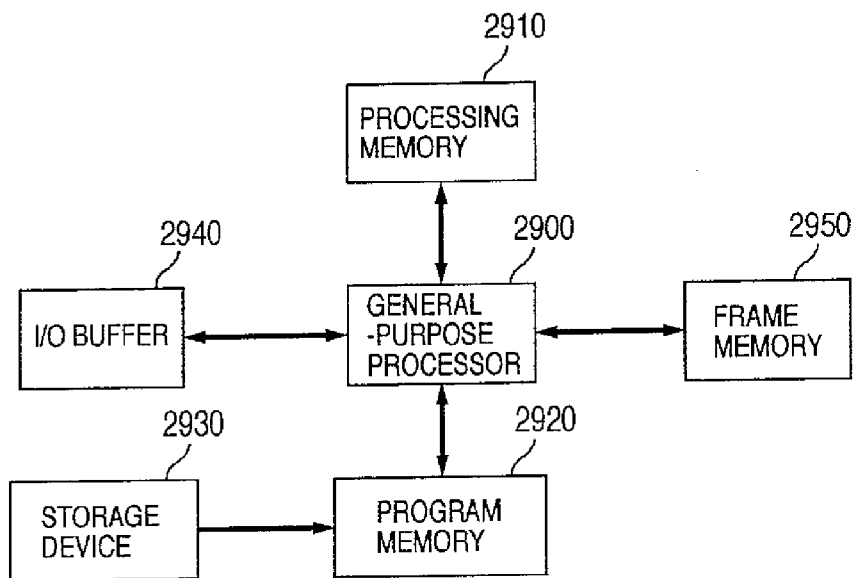 2910
PROCESSING
MEMORY
2940
2900
2950
I/O BUFFER
GENERAL
-PURPOSE
PROCESSOR
FRAME
MEMORY
2930
2920
STORAGE
DEVICE
PROGRAM
MEMORY